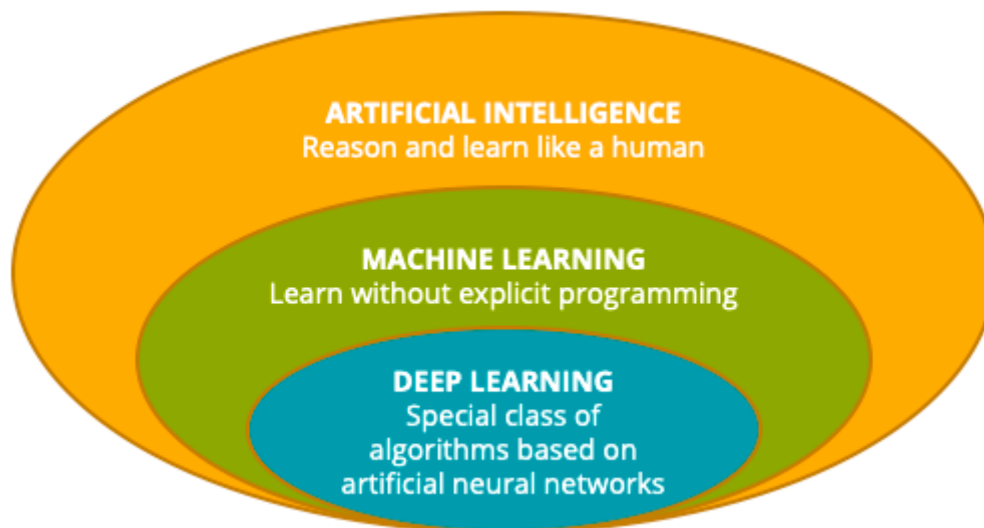 ARTIFICIAL INTELLIGENCE
Reason and learn like a human
MACHINE LEARNING
Learn without explicit programming
DEEP LEARNING
Special class of
algorithms based on
artificial neural networks